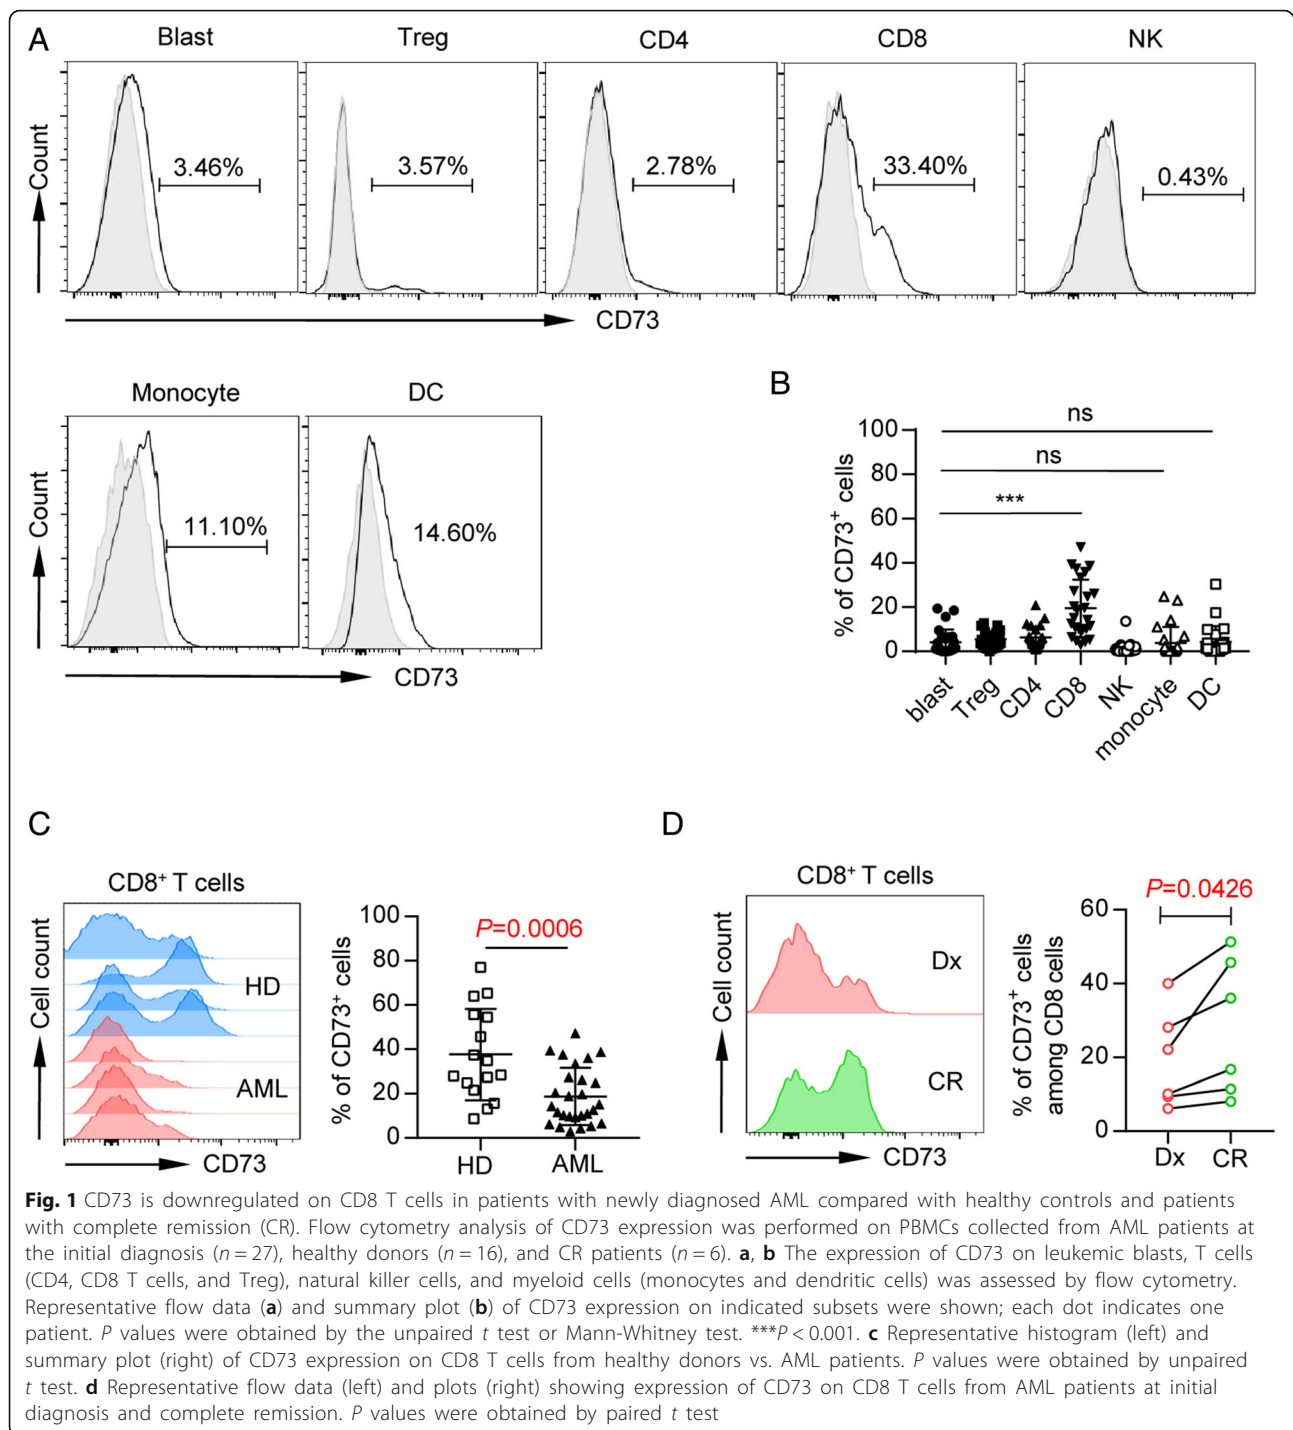 A
Blast
Treg
CD4
CD8
NK
Count
3.46%
3.57%
2.78%
33.40%
0.43%
CD73
Monocyte
DC
Count
11.10%
14.60%
CD73
B
% of CD73+ cells
100
80
60
40
20
0
ns
ns
***
blast
Treg
CD4
CD8
NK
monocyte
DC
C
CD8+ T cells
Cell count
HD
AML
CD73
% of CD73+ cells
100
80
60
40
20
0
P=0.0006
HD
AML
D
CD8+ T cells
Cell count
Dx
CR
CD73
% of CD73+ cells
among CD8 cells
P=0.0426
60
40
20
0
Dx
CR
Fig. 1 CD73 is downregulated on CD8 T cells in patients with newly diagnosed AML compared with healthy controls and patients
with complete remission (CR). Flow cytometry analysis of CD73 expression was performed on PBMCs collected from AML patients at
the initial diagnosis (n = 27), healthy donors (n = 16), and CR patients (n = 6). a, b The expression of CD73 on leukemic blasts, T cells
(CD4, CD8 T cells, and Treg), natural killer cells, and myeloid cells (monocytes and dendritic cells) was assessed by flow cytometry.
Representative flow data (a) and summary plot (b) of CD73 expression on indicated subsets were shown; each dot indicates one
patient. P values were obtained by the unpaired t test or Mann-Whitney test. ***P < 0.001. c Representative histogram (left) and
summary plot (right) of CD73 expression on CD8 T cells from healthy donors vs. AML patients. P values were obtained by unpaired
t test. d Representative flow data (left) and plots (right) showing expression of CD73 on CD8 T cells from AML patients at initial
diagnosis and complete remission. P values were obtained by paired t test